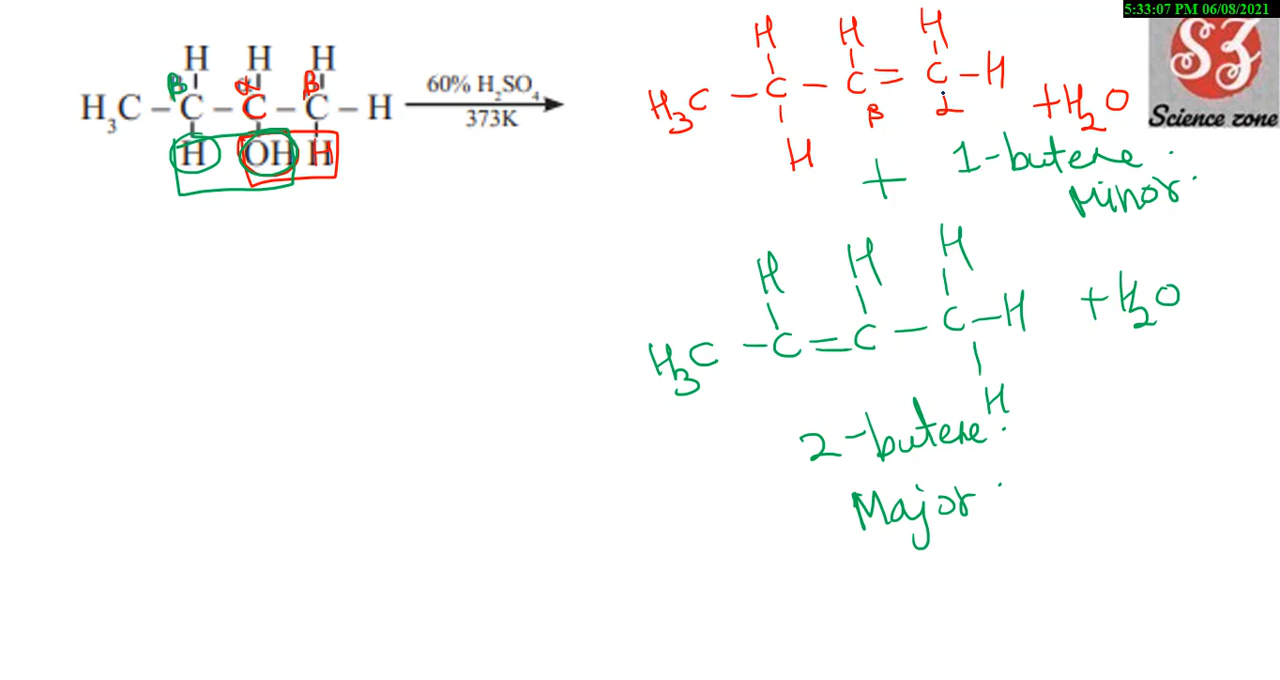 5:33:07 PM 06/08/2021
SZ
Science zone
H H H
β α β
H₃C – C – C – C – H
H OH H
60% H₂SO₄
373K
H H H
H₃C – C – C = C – H + H₂O
β α
H
1-butene
Minor
+
H H H
H₃C – C = C – C – H + H₂O
H
2-butene
Major